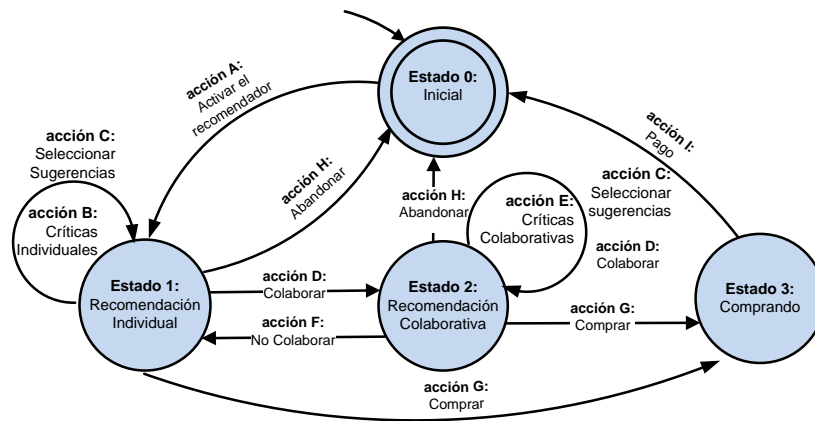 Estado 0:
Inicial
acción A:
Activar el
recomendador
acción I:
Pago
acción C:
Seleccionar
Sugerencias
acción H:
Abandonar
acción H:
Abandonar
acción E:
Críticas
Colaborativas
acción C:
Seleccionar
sugerencias
acción B:
Críticas
Individuales
acción D:
Colaborar
Estado 1:
Recomendación
Individual
acción D:
Colaborar
Estado 2:
Recomendación
Colaborativa
Estado 3:
Comprando
acción F:
No Colaborar
acción G:
Comprar
acción G:
Comprar